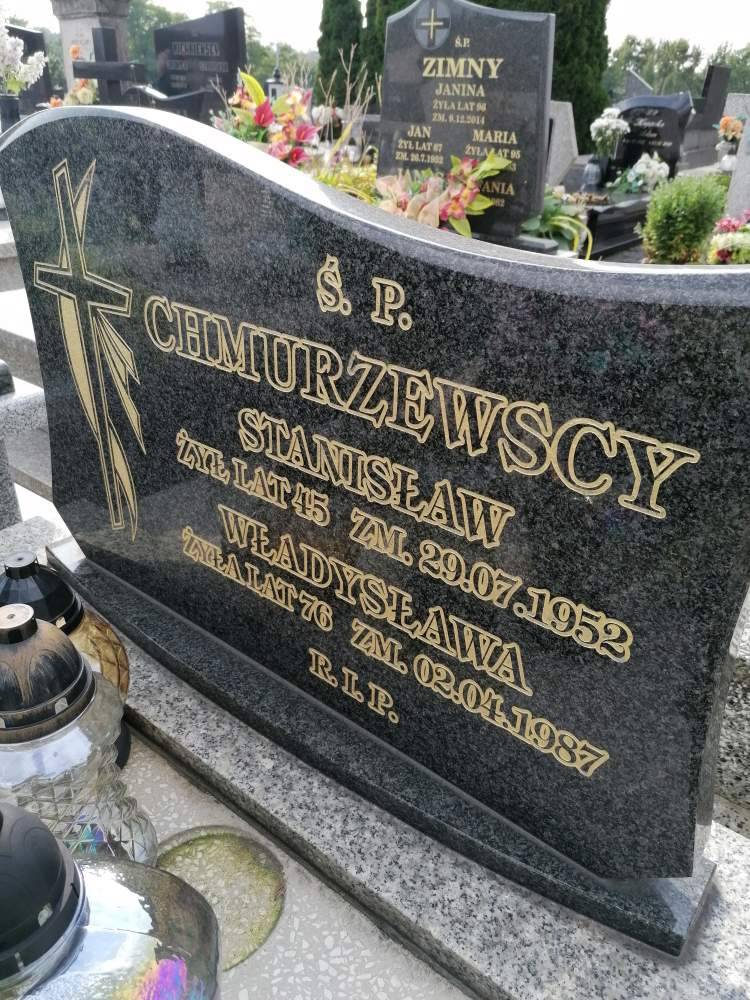 Ś.P.
ZIMNY
JANINA
ŻYŁA LAT 96
ZM. 8.12.2014
JAN MARIA
ŻYŁ LAT 67 ŻYŁA LAT 95
ZM. 26.7.1952
Ś. P.
CHMURZEWSCY
STANISŁAW
ŻYŁ LAT 45 ZM. 29.07.1952
WŁADYSŁAWA
ŻYŁA LAT 76 ZM. 02.04.1987
R. I. P.